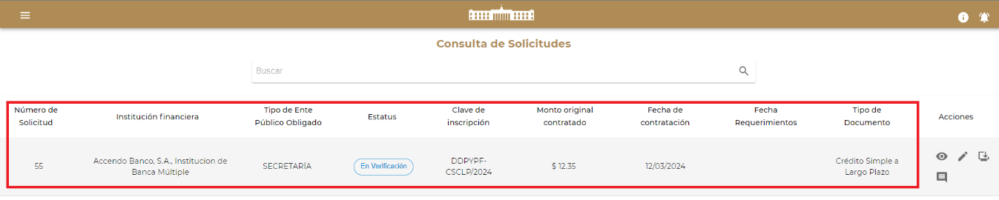 Consulta de Solicitudes
Buscar
Número de
Solicitud
Institución financiera
Tipo de Ente
Público Obligado
Estatus
Clave de
inscripción
Monto original
contratado
Fecha de
contratación
Fecha
Requerimientos
Tipo de
Documento
Acciones
55
Accendo Banco, S.A., Institucion de
Banca Múltiple
SECRETARÍA
En Verificación
DDPYPF-
CSCLP/2024
$ 12.35
12/03/2024
Crédito Simple a
Largo Plazo